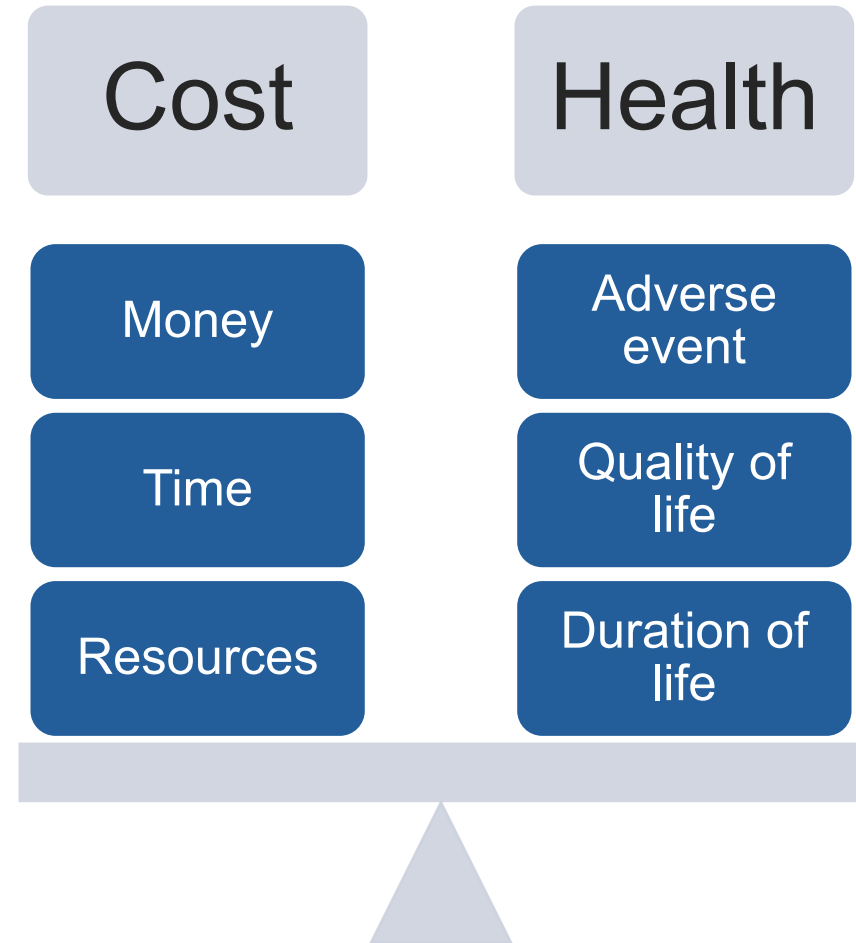 Cost
Money
Time
Resources
Health
Adverse
event
Quality of
life
Duration of
life